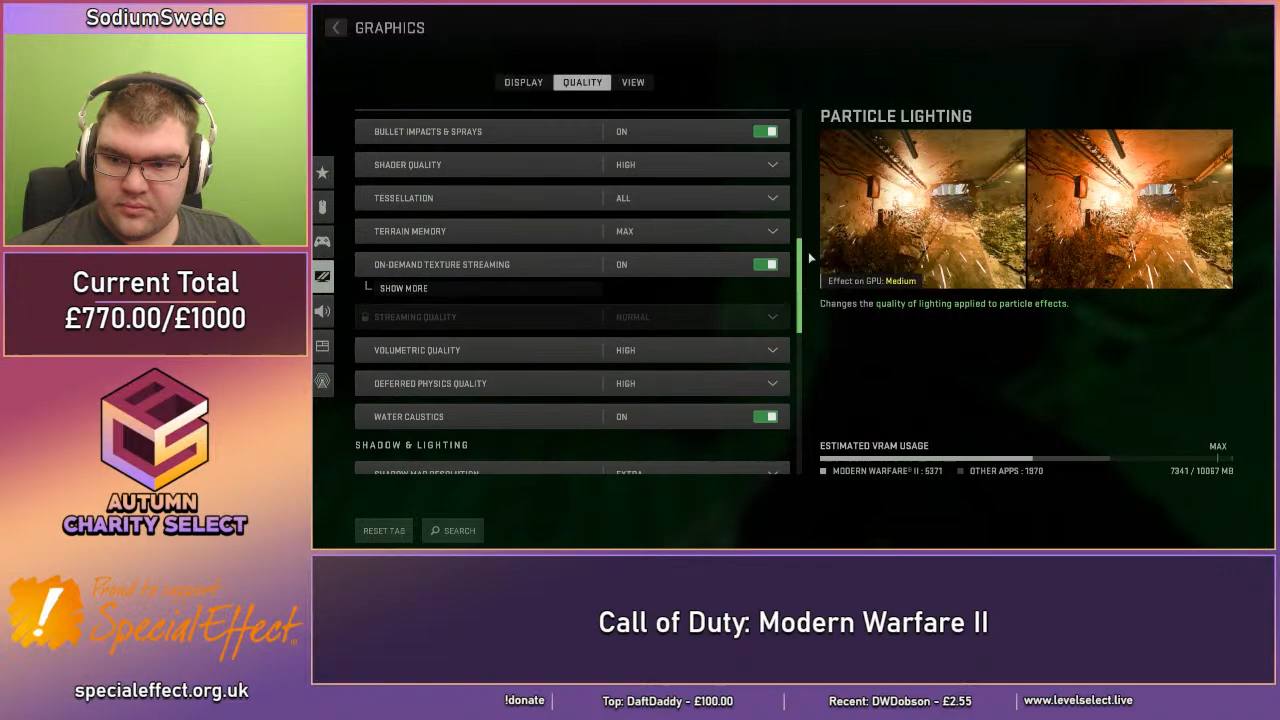 SodiumSwede
Current Total
£770.00/£1000
AUTUMN
CHARITY SELECT
Proud to support
SpecialEffect
specialeffect.org.uk
GRAPHICS
DISPLAY QUALITY VIEW
BULLET IMPACTS & SPRAYS ON
SHADER QUALITY HIGH
TESSELLATION ALL
TERRAIN MEMORY MAX
ON-DEMAND TEXTURE STREAMING ON
SHOW MORE
STREAMING QUALITY NORMAL
VOLUMETRIC QUALITY HIGH
DEFERRED PHYSICS QUALITY HIGH
WATER CAUSTICS ON
SHADOW & LIGHTING
SHADOW MAP RESOLUTION EXTRA
RESET TAB SEARCH
PARTICLE LIGHTING
Effect on GPU: Medium
Changes the quality of lighting applied to particle effects.
ESTIMATED VRAM USAGE MAX
MODERN WARFARE® II : 5371 OTHER APPS : 1970 7341 / 10067 MB
Call of Duty: Modern Warfare II
!donate Top: DaftDaddy - £100.00 Recent: DWDobson - £2.55 www.levelselect.live